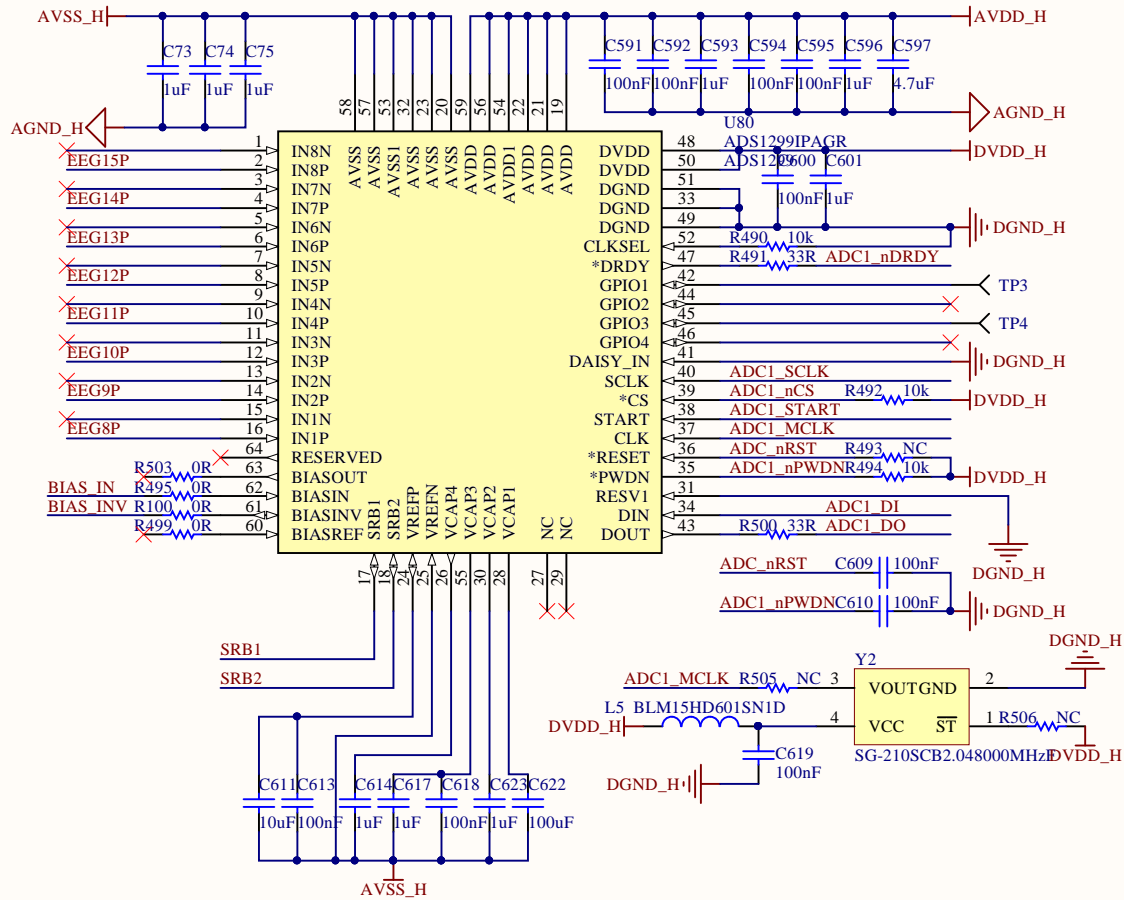 AVSS_H
C73 C74 C75
1uF 1uF 1uF
AGND_H
AVDD_H
C591 C592 C593 C594 C595 C596 C597
100nF 100nF 1uF 100nF 100nF 1uF 4.7uF
AGND_H
58 57 53 32 23 20 59 56 54 22 21 19
AVSS AVSS AVSS1 AVSS AVSS AVSS AVDD AVDD AVDD1 AVDD AVDD AVDD
U80
ADS1299IPAGR
ADS1299
C600 C601
100nF 1uF
1 IN8N
EEG15P 2 IN8P
3 IN7N
EEG14P 4 IN7P
5 IN6N
EEG13P 6 IN6P
7 IN5N
EEG12P 8 IN5P
9 IN4N
EEG11P 10 IN4P
11 IN3N
EEG10P 12 IN3P
13 IN2N
EEG9P 14 IN2P
15 IN1N
EEG8P 16 IN1P
64 RESERVED
R503 0R 63 BIASOUT
BIAS_IN R495 0R 62 BIASIN
BIAS_INV R100 0R 61 BIASINV
R499 0R 60 BIASREF
DVDD 48 DVDD_H
DVDD 50
DGND 51
DGND 33
DGND 49 DGND_H
CLKSEL 52 R490 10k
*DRDY 47 R491 33R ADC1_nDRDY
GPIO1 42 TP3
GPIO2 44
GPIO3 45 TP4
GPIO4 46
DAISY_IN 41 DGND_H
SCLK 40 ADC1_SCLK
*CS 39 ADC1_nCS R492 10k DVDD_H
START 38 ADC1_START
CLK 37 ADC1_MCLK
*RESET 36 ADC_nRST R493 NC
*PWDN 35 ADC1_nPWDN R494 10k DVDD_H
RESV1 31
DIN 34 ADC1_DI
DOUT 43 R500 33R ADC1_DO
DGND_H
SRB1 SRB2 VREFP VREFN VCAP4 VCAP3 VCAP2 VCAP1 NC NC
17 18 24 25 26 55 30 28 27 29
ADC_nRST C609 100nF
ADC1_nPWDN C610 100nF DGND_H
SRB1
SRB2
C611 C613 C614 C617 C618 C623 C622
10uF 100nF 1uF 1uF 100nF 1uF 100uF
AVSS_H
DGND_H
Y2
ADC1_MCLK R505 NC 3 VOUT GND 2
L5 BLM15HD601SN1D
DVDD_H 4 VCC ST 1 R506 NC
C619
100nF
DGND_H
SG-210SCB2.048000MHz
DVDD_H